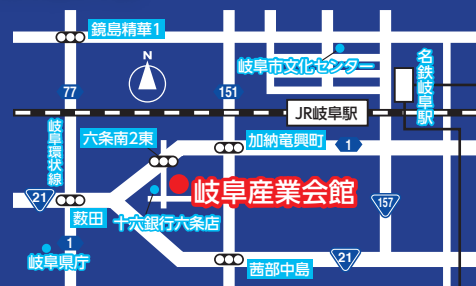 鏡島精華1
N
岐阜市文化センター
名鉄岐阜駅
77
151
JR岐阜駅
岐阜環状線
六条南2東
加納竜興町
1
岐阜産業会館
21
薮田
十六銀行六条店
157
1
岐阜県庁
茜部中島
21